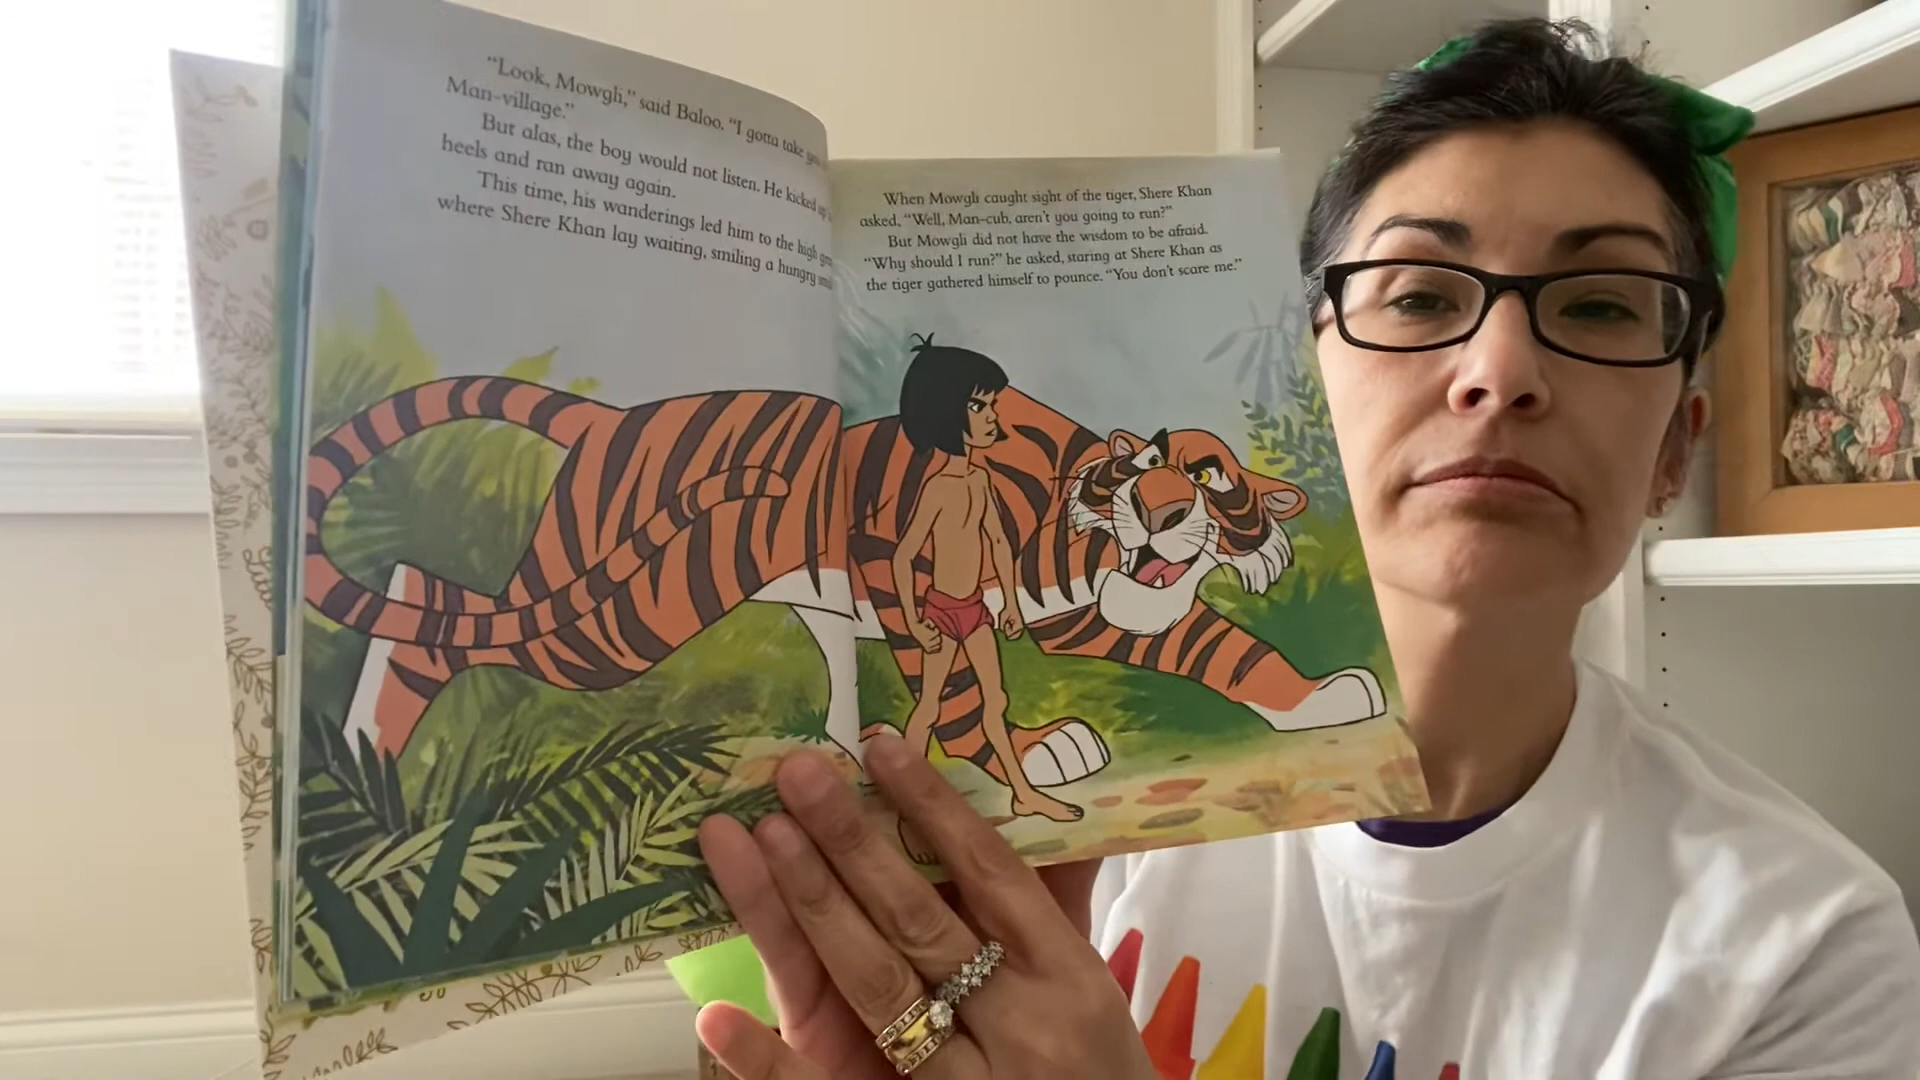 "Look, Mowgli," said Baloo. "I gotta take you
Man-village."
But alas, the boy would not listen. He kicked up
heels and ran away again.
This time, his wanderings led him to the high
where Shere Khan lay waiting, smiling a hungry
When Mowgli caught sight of the tiger, Shere Khan
asked, "Well, Man-cub, aren't you going to run?"
But Mowgli did not have the wisdom to be afraid.
"Why should I run?" he asked, staring at Shere Khan as
the tiger gathered himself to pounce. "You don't scare me."